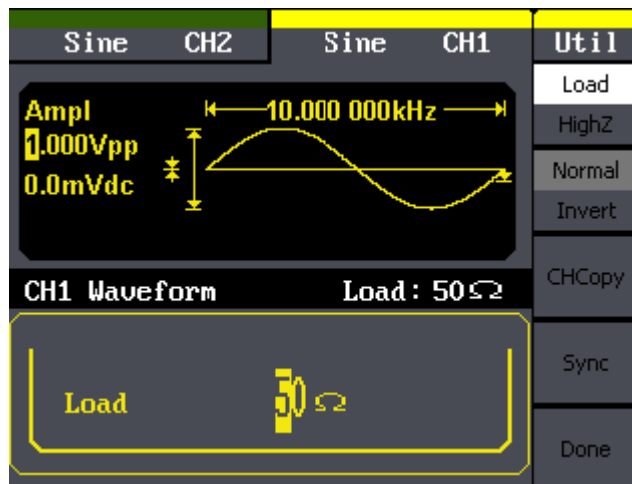 Sine CH2 Sine CH1 Util
Ampl
1.000Vpp
0.0mVdc
10.000 000kHz
CH1 Waveform Load: 50Ω
Load 50 Ω
Load
HighZ
Normal
Invert
CHCopy
Sync
Done